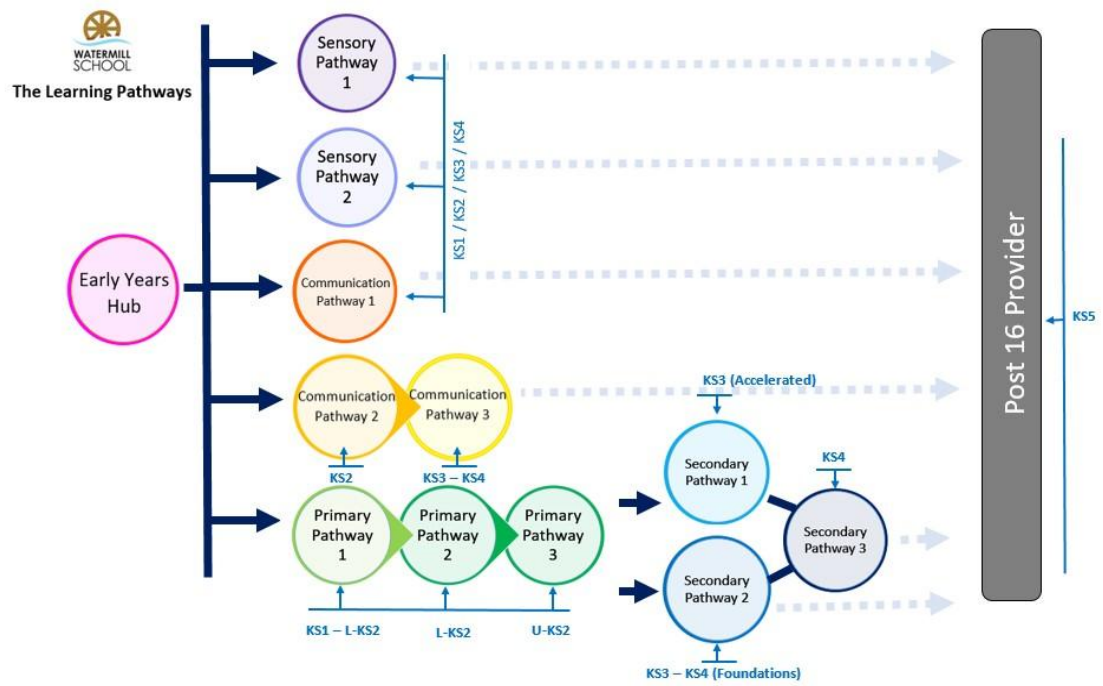 WATERMILL
SCHOOL
The Learning Pathways
Early Years
Hub
Sensory
Pathway
1
Sensory
Pathway
2
Communication
Pathway 1
KS1 / KS2 / KS3 / KS4
Communication
Pathway 2
Communication
Pathway 3
KS2
KS3 – KS4
Primary
Pathway
1
Primary
Pathway
2
Primary
Pathway
3
KS1 – L-KS2
L-KS2
U-KS2
KS3 (Accelerated)
Secondary
Pathway 1
KS4
Secondary
Pathway 3
Secondary
Pathway 2
KS3 – KS4 (Foundations)
Post 16 Provider
KS5